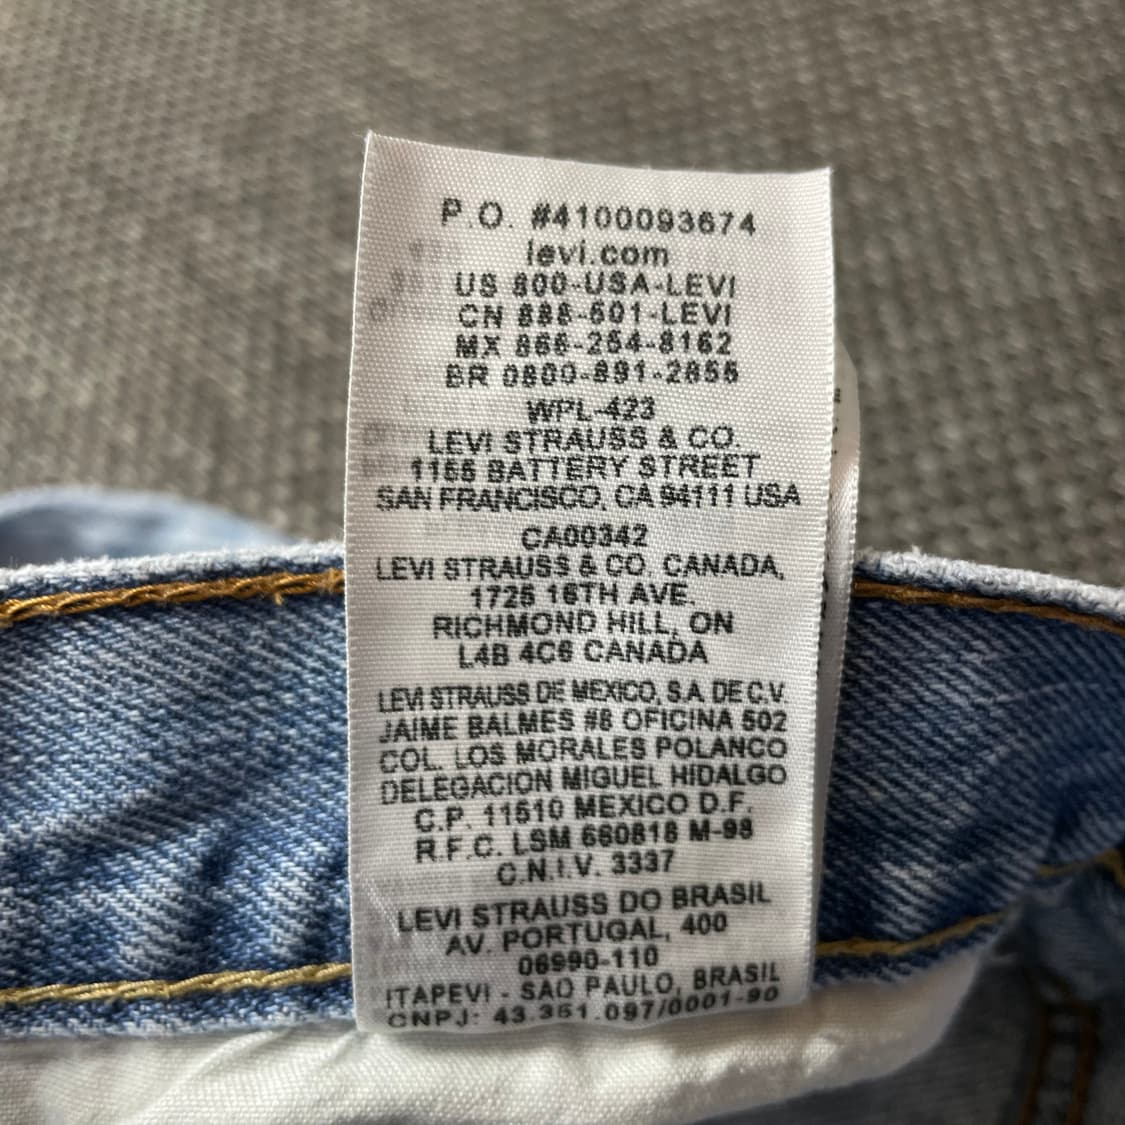 P.O. #4100093674
levi.com
US 800-USA-LEVI
CN 888-501-LEVI
MX 866-254-8162
BR 0800-891-2855
WPL-423
LEVI STRAUSS & CO.
1155 BATTERY STREET
SAN FRANCISCO, CA 94111 USA
CA00342
LEVI STRAUSS & CO. CANADA,
1725 16TH AVE.
RICHMOND HILL, ON
L4B 4C6 CANADA
LEVI STRAUSS DE MEXICO, S.A. DE C.V.
JAIME BALMES #8 OFICINA 502
COL. LOS MORALES POLANCO
DELEGACION MIGUEL HIDALGO
C.P. 11510 MEXICO D.F.
R.F.C. LSM 660818 M-98
C.N.I.V. 3337
LEVI STRAUSS DO BRASIL
AV. PORTUGAL, 400
06990-110
ITAPEVI - SAO PAULO, BRASIL
CNPJ: 43.351.097/0001-90